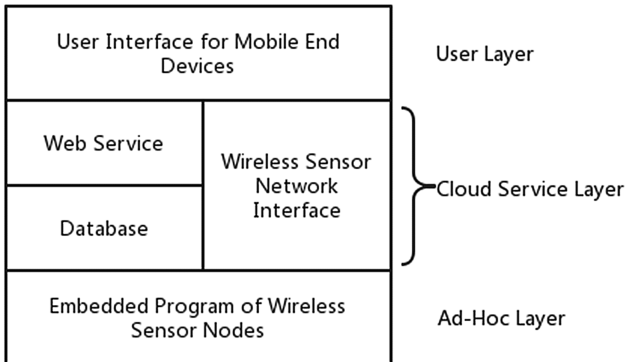 User Interface for Mobile End
Devices
User Layer
Web Service
Database
Wireless Sensor
Network
Interface
Cloud Service Layer
Embedded Program of Wireless
Sensor Nodes
Ad-Hoc Layer